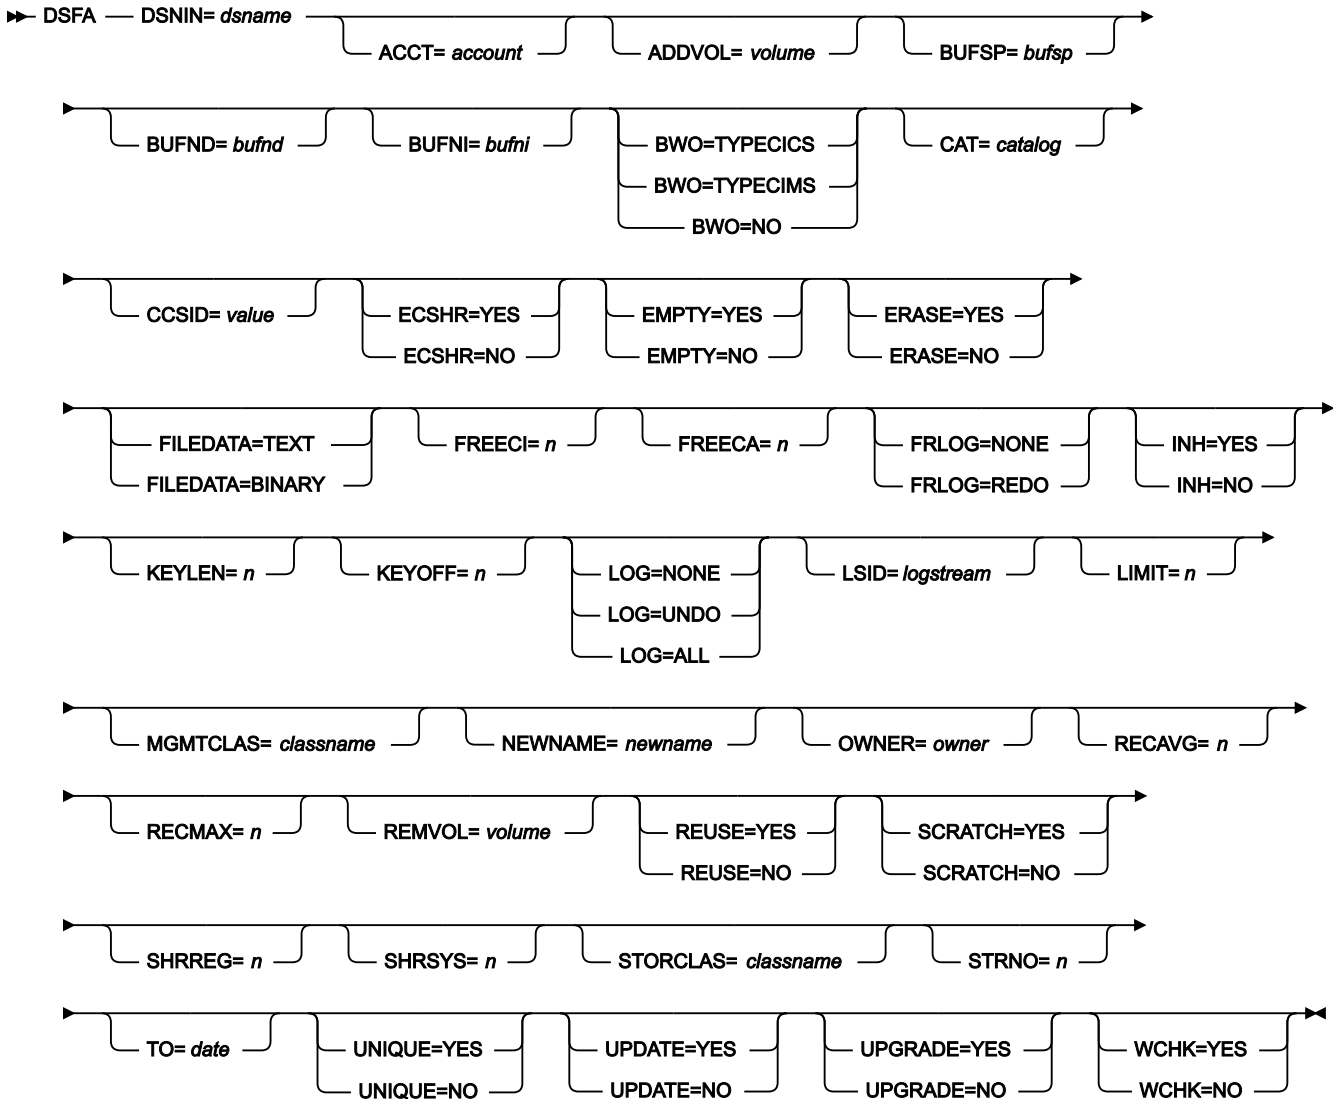 DSFA DSNIN= dsname
ACCT= account ADDVOL= volume BUFSP= bufsp
BUFND= bufnd BUFNI= bufni BWO=TYPECICS CAT= catalog
BWO=TYPECIMS
BWO=NO
CCSID= value ECSHR=YES EMPTY=YES ERASE=YES
ECSHR=NO EMPTY=NO ERASE=NO
FILEDATA=TEXT FREECI= n FREECA= n FRLOG=NONE INH=YES
FILEDATA=BINARY FRLOG=REDO INH=NO
KEYLEN= n KEYOFF= n LOG=NONE LSID= logstream LIMIT= n
LOG=UNDO
LOG=ALL
MGMTCLAS= classname NEWNAME= newname OWNER= owner RECAVG= n
RECMAX= n REMVOL= volume REUSE=YES SCRATCH=YES
REUSE=NO SCRATCH=NO
SHRREG= n SHRSYS= n STORCLAS= classname STRNO= n
TO= date UNIQUE=YES UPDATE=YES UPGRADE=YES WCHK=YES
UNIQUE=NO UPDATE=NO UPGRADE=NO WCHK=NO